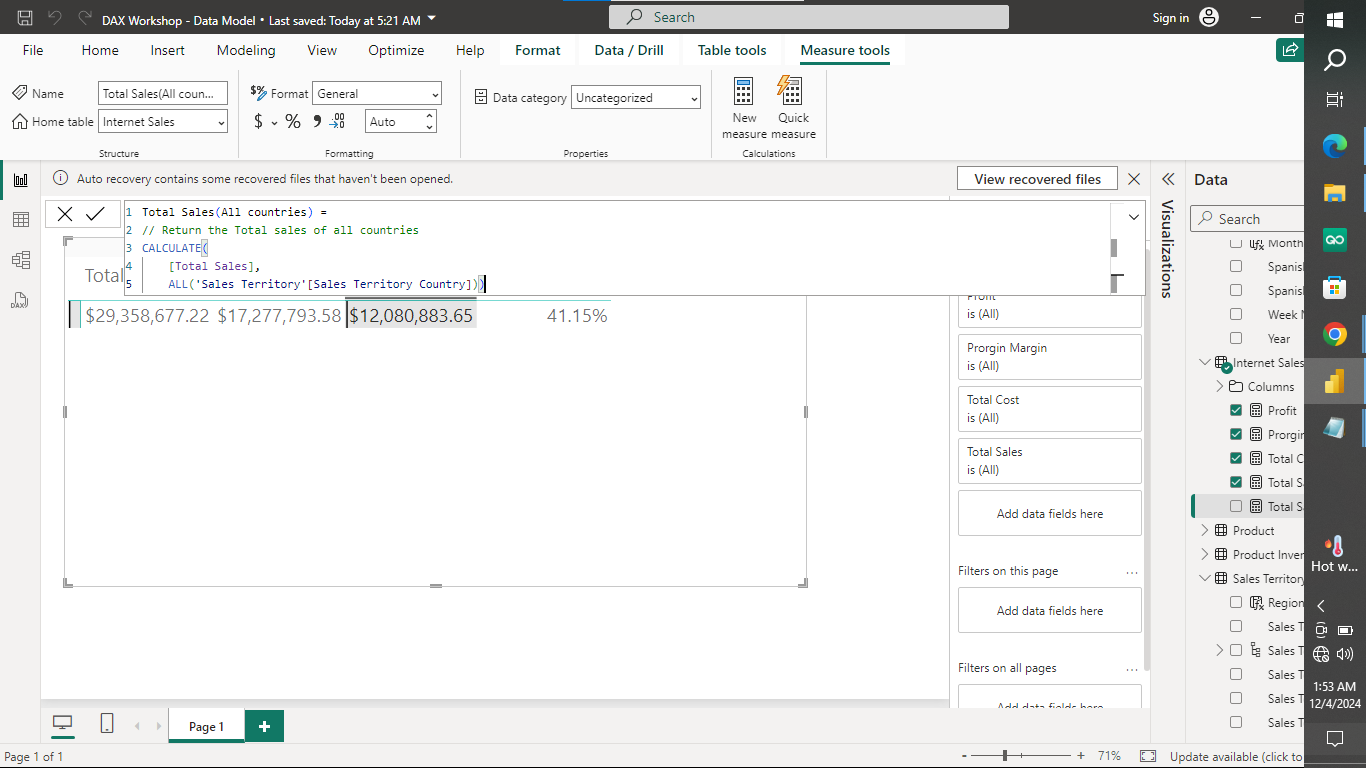 DAX Workshop - Data Model • Last saved: Today at 5:21 AM
Search
Sign in
File
Home
Insert
Modeling
View
Optimize
Help
Format
Data / Drill
Table tools
Measure tools
Name
Total Sales(All coun...
Home table
Internet Sales
Structure
$% Format
General
$
%
Auto
Formatting
Data category
Uncategorized
Properties
New measure
Quick measure
Calculations
Auto recovery contains some recovered files that haven't been opened.
View recovered files
1 Total Sales(All countries) =
2 // Return the Total sales of all countries
3 CALCULATE(
4 [Total Sales],
5 ALL('Sales Territory'[Sales Territory Country]))
Total
$29,358,677.22 $17,277,793.58 $12,080,883.65 41.15%
Profit
is (All)
Prorgin Margin
is (All)
Total Cost
is (All)
Total Sales
is (All)
Add data fields here
Filters on this page
...
Add data fields here
Filters on all pages
...
Add data fields here
Visualizations
Data
Search
Month
Spanis
Spanis
Week N
Year
Internet Sales
Columns
Profit
Prorgin
Total C
Total S
Total S
Product
Product Inver
Sales Territory
Region
Sales T
Sales T
Sales T
Sales T
Sales T
Page 1
+
Page 1 of 1
- + 71%
Update available (click to
Hot w...
1:53 AM
12/4/2024